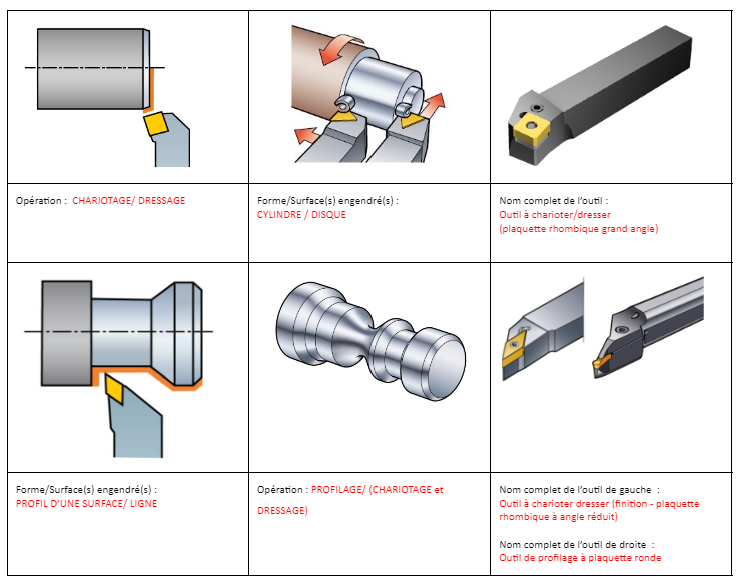 Opération : CHARIOTAGE/ DRESSAGE
Forme/Surface(s) engendré(s) :
CYLINDRE / DISQUE
Nom complet de l'outil :
Outil à charioter/dresser
(plaquette rhombique grand angle)
Forme/Surface(s) engendré(s) :
PROFIL D'UNE SURFACE/ LIGNE
Opération : PROFILAGE/ (CHARIOTAGE et
DRESSAGE)
Nom complet de l'outil de gauche :
Outil à charioter dresser (finition - plaquette
rhombique à angle réduit)
Nom complet de l'outil de droite :
Outil de profilage à plaquette ronde